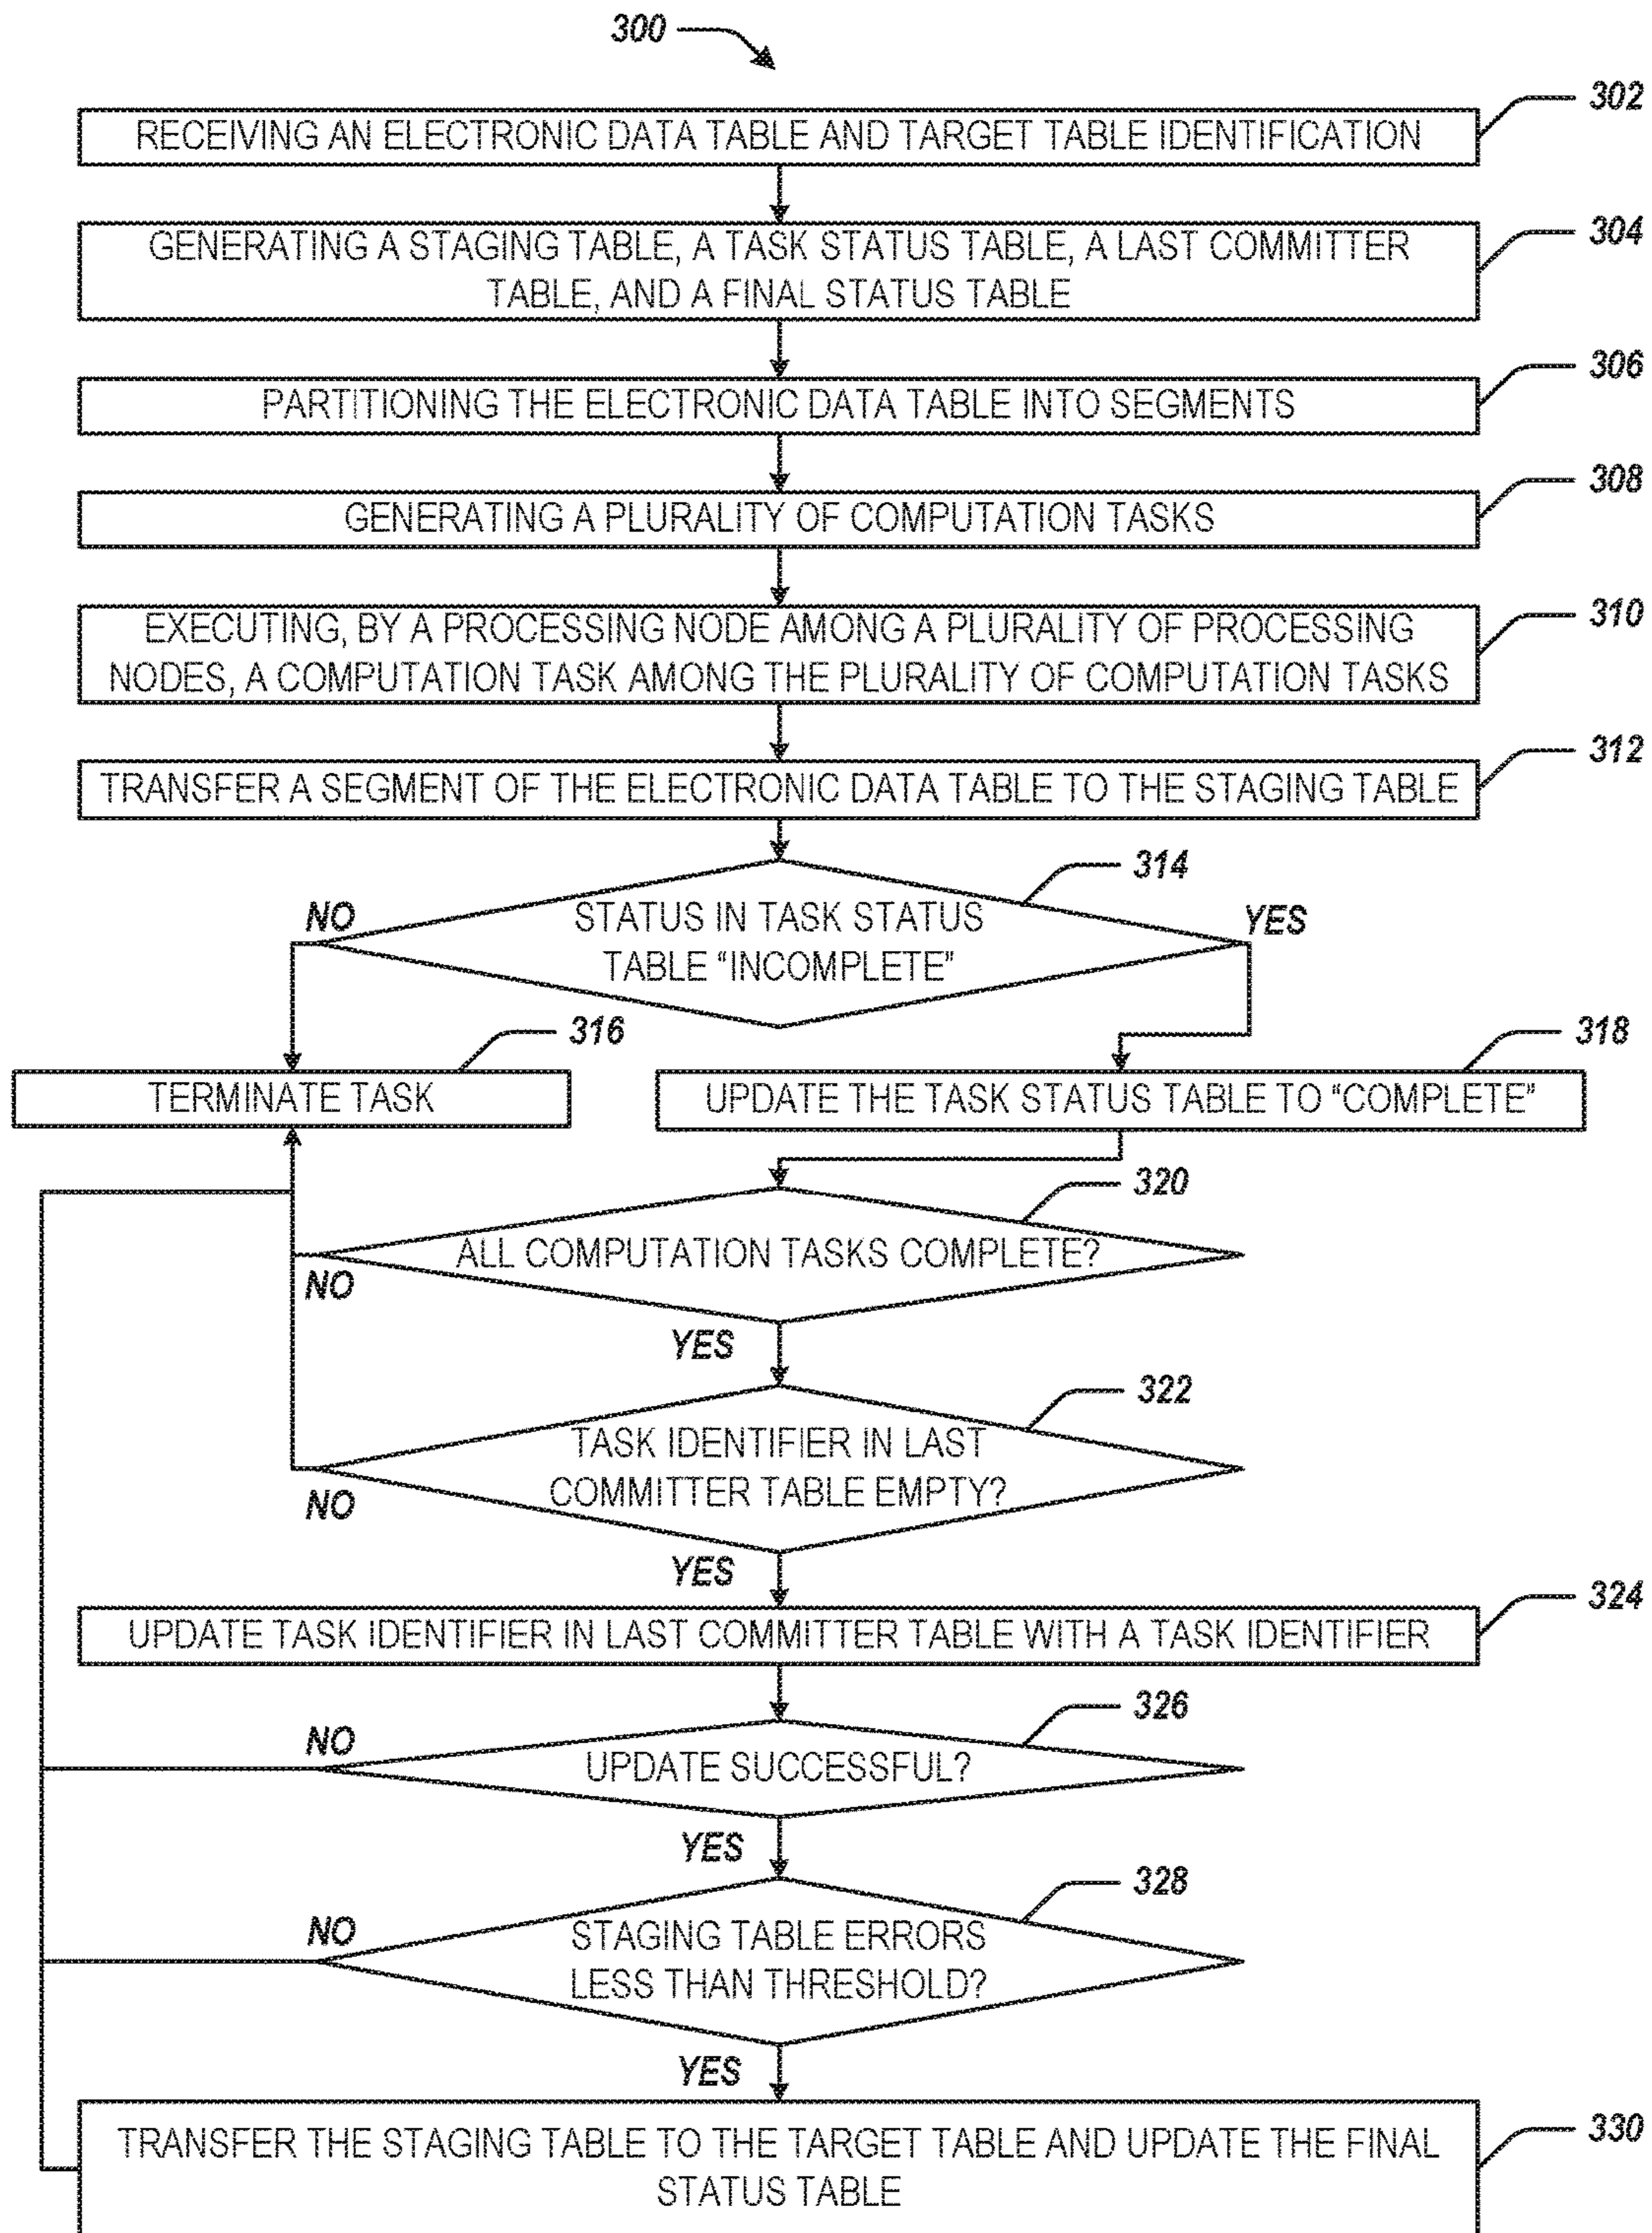 300
302
RECEIVING AN ELECTRONIC DATA TABLE AND TARGET TABLE IDENTIFICATION
304
GENERATING A STAGING TABLE, A TASK STATUS TABLE, A LAST COMMITTER
TABLE, AND A FINAL STATUS TABLE
306
PARTITIONING THE ELECTRONIC DATA TABLE INTO SEGMENTS
308
GENERATING A PLURALITY OF COMPUTATION TASKS
310
EXECUTING, BY A PROCESSING NODE AMONG A PLURALITY OF PROCESSING
NODES, A COMPUTATION TASK AMONG THE PLURALITY OF COMPUTATION TASKS
312
TRANSFER A SEGMENT OF THE ELECTRONIC DATA TABLE TO THE STAGING TABLE
314
NO
STATUS IN TASK STATUS
TABLE “INCOMPLETE”
YES
316
TERMINATE TASK
318
UPDATE THE TASK STATUS TABLE TO “COMPLETE”
320
ALL COMPUTATION TASKS COMPLETE?
NO
YES
322
TASK IDENTIFIER IN LAST
COMMITTER TABLE EMPTY?
NO
YES
324
UPDATE TASK IDENTIFIER IN LAST COMMITTER TABLE WITH A TASK IDENTIFIER
326
NO
UPDATE SUCCESSFUL?
YES
328
NO
STAGING TABLE ERRORS
LESS THAN THRESHOLD?
YES
330
TRANSFER THE STAGING TABLE TO THE TARGET TABLE AND UPDATE THE FINAL
STATUS TABLE